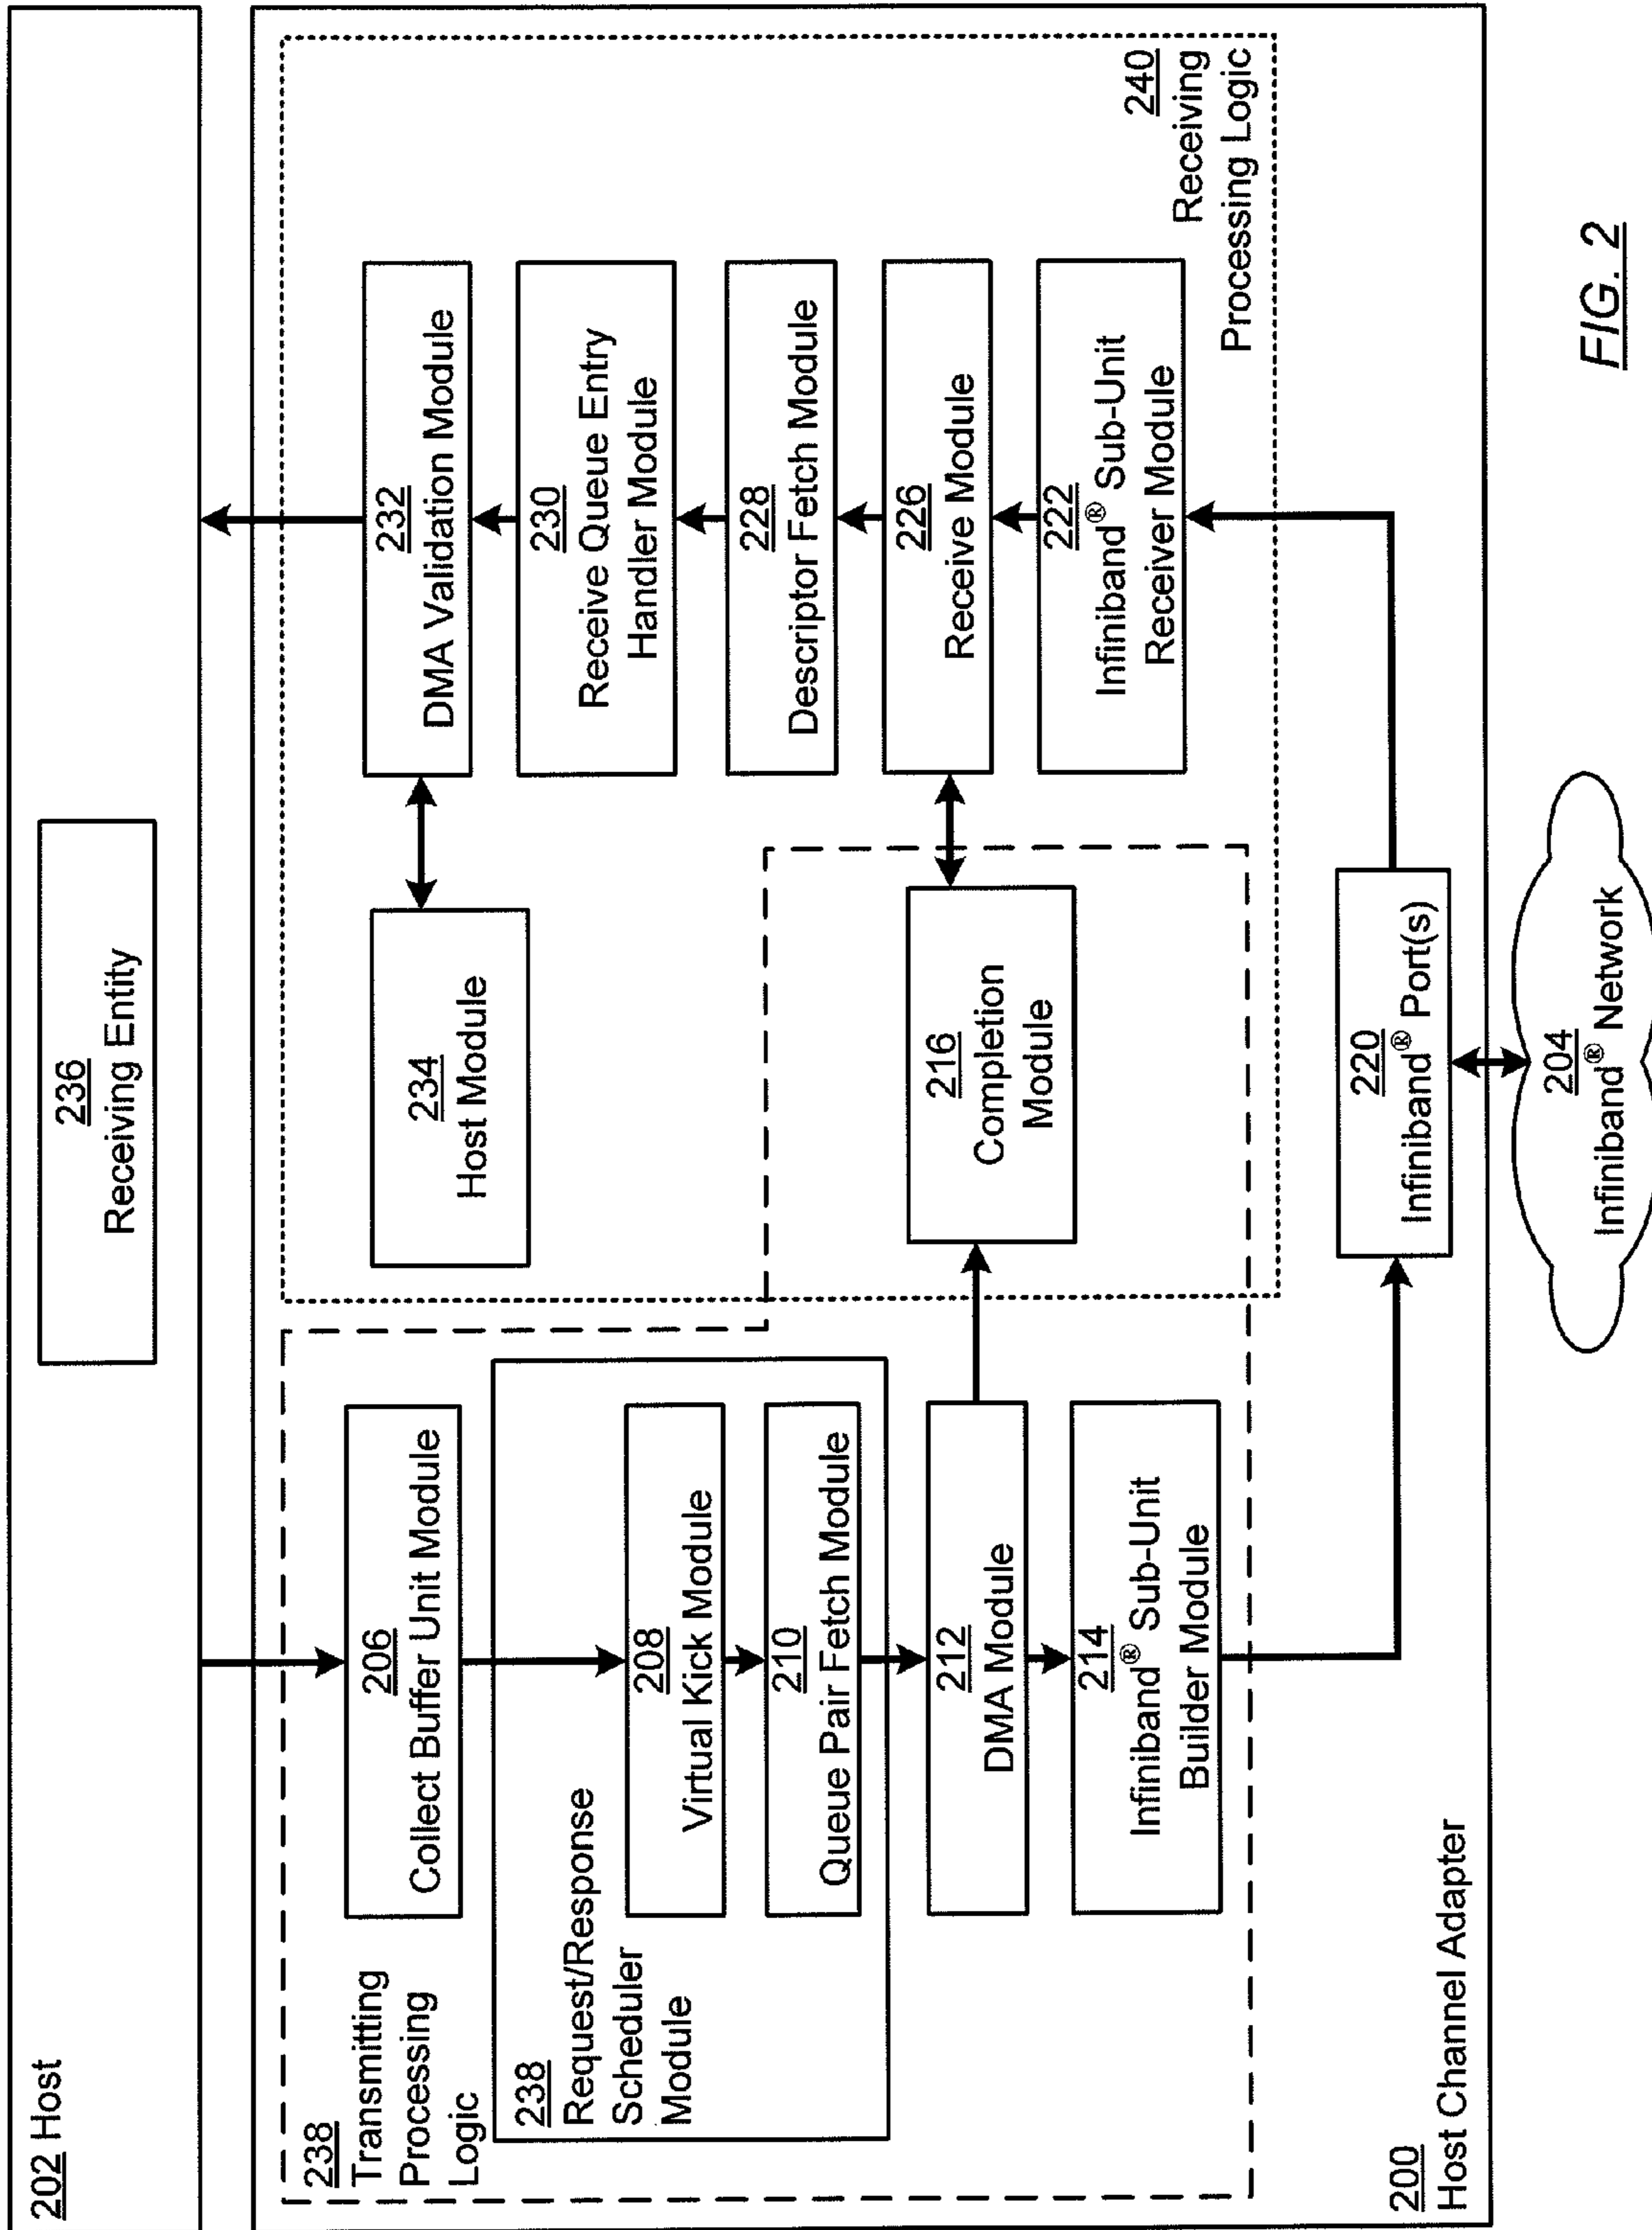 202 Host
236
Receiving Entity
238
Transmitting
Processing
Logic
206
Collect Buffer Unit Module
238
Request/Response
Scheduler
Module
208
Virtual Kick Module
210
Queue Pair Fetch Module
212
DMA Module
214
Infiniband® Sub-Unit
Builder Module
234
Host Module
216
Completion
Module
232
DMA Validation Module
230
Receive Queue Entry
Handler Module
228
Descriptor Fetch Module
226
Receive Module
222
Infiniband® Sub-Unit
Receiver Module
240
Receiving
Processing Logic
220
Infiniband® Port(s)
200
Host Channel Adapter
204
Infiniband® Network
FIG. 2